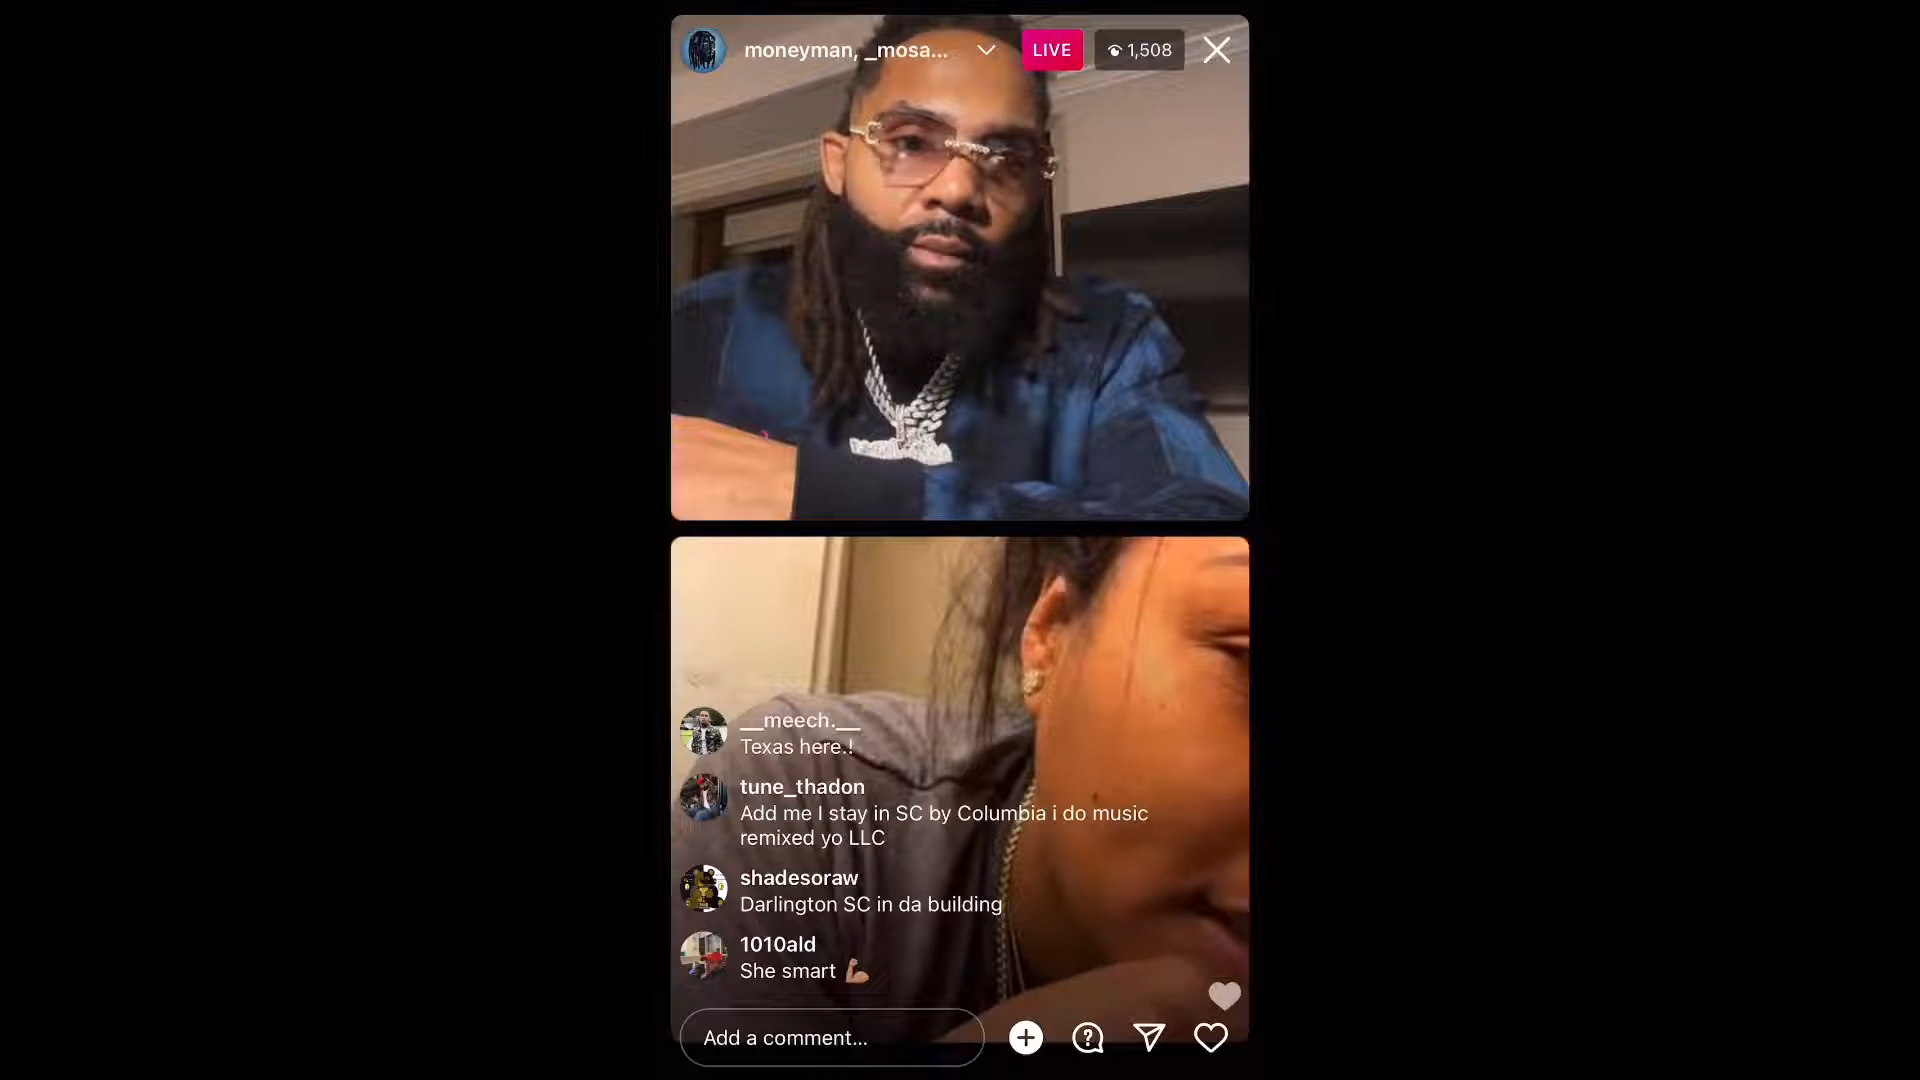 moneyman, _mosa...
LIVE
1,508
__meech.__
Texas here.!
tune_thadon
Add me I stay in SC by Columbia i do music
remixed yo LLC
shadesoraw
Darlington SC in da building
1010ald
She smart 💪🏼
Add a comment...